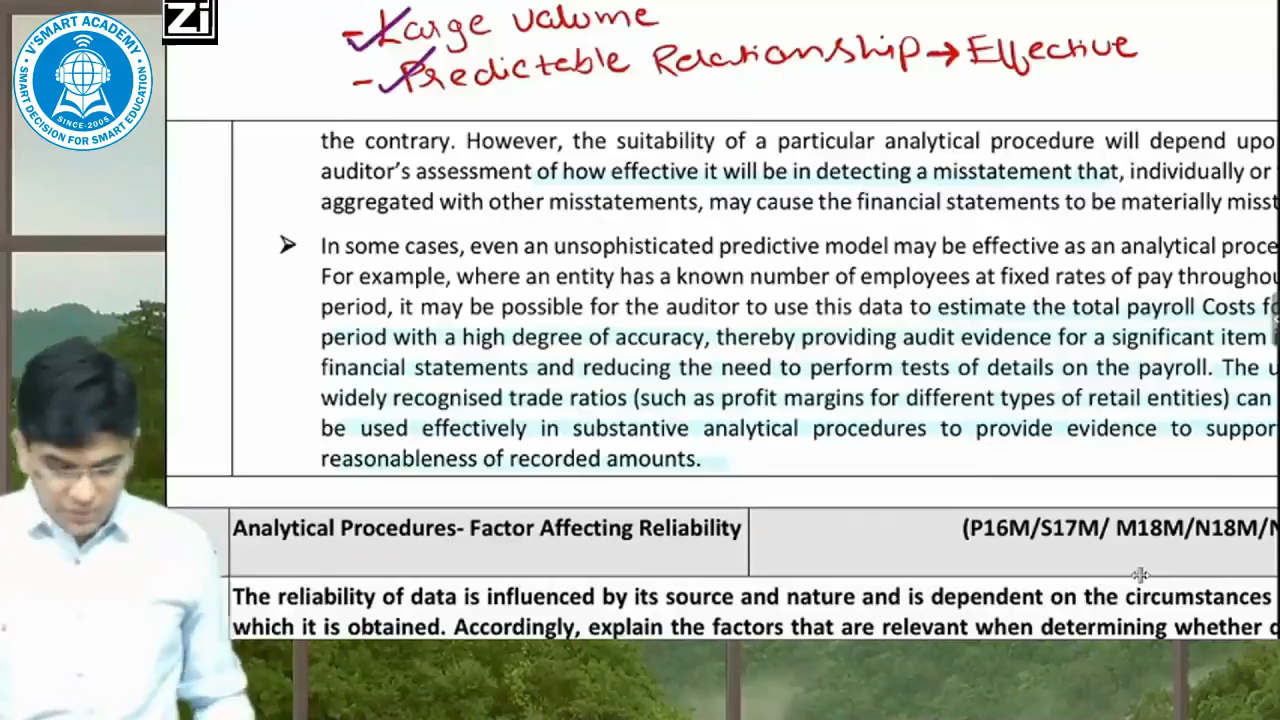 V'SMART ACADEMY
SINCE-2005
SMART DECISION FOR SMART EDUCATION
Zi
- Large Volume
- Predictable Relationship → Effective
the contrary. However, the suitability of a particular analytical procedure will depend upo
auditor's assessment of how effective it will be in detecting a misstatement that, individually or
aggregated with other misstatements, may cause the financial statements to be materially misst
➢ In some cases, even an unsophisticated predictive model may be effective as an analytical proce
For example, where an entity has a known number of employees at fixed rates of pay throughou
period, it may be possible for the auditor to use this data to estimate the total payroll Costs f
period with a high degree of accuracy, thereby providing audit evidence for a significant item
financial statements and reducing the need to perform tests of details on the payroll. The u
widely recognised trade ratios (such as profit margins for different types of retail entities) can
be used effectively in substantive analytical procedures to provide evidence to suppor
reasonableness of recorded amounts.
Analytical Procedures- Factor Affecting Reliability
(P16M/S17M/ M18M/N18M/N
The reliability of data is influenced by its source and nature and is dependent on the circumstances
which it is obtained. Accordingly, explain the factors that are relevant when determining whether